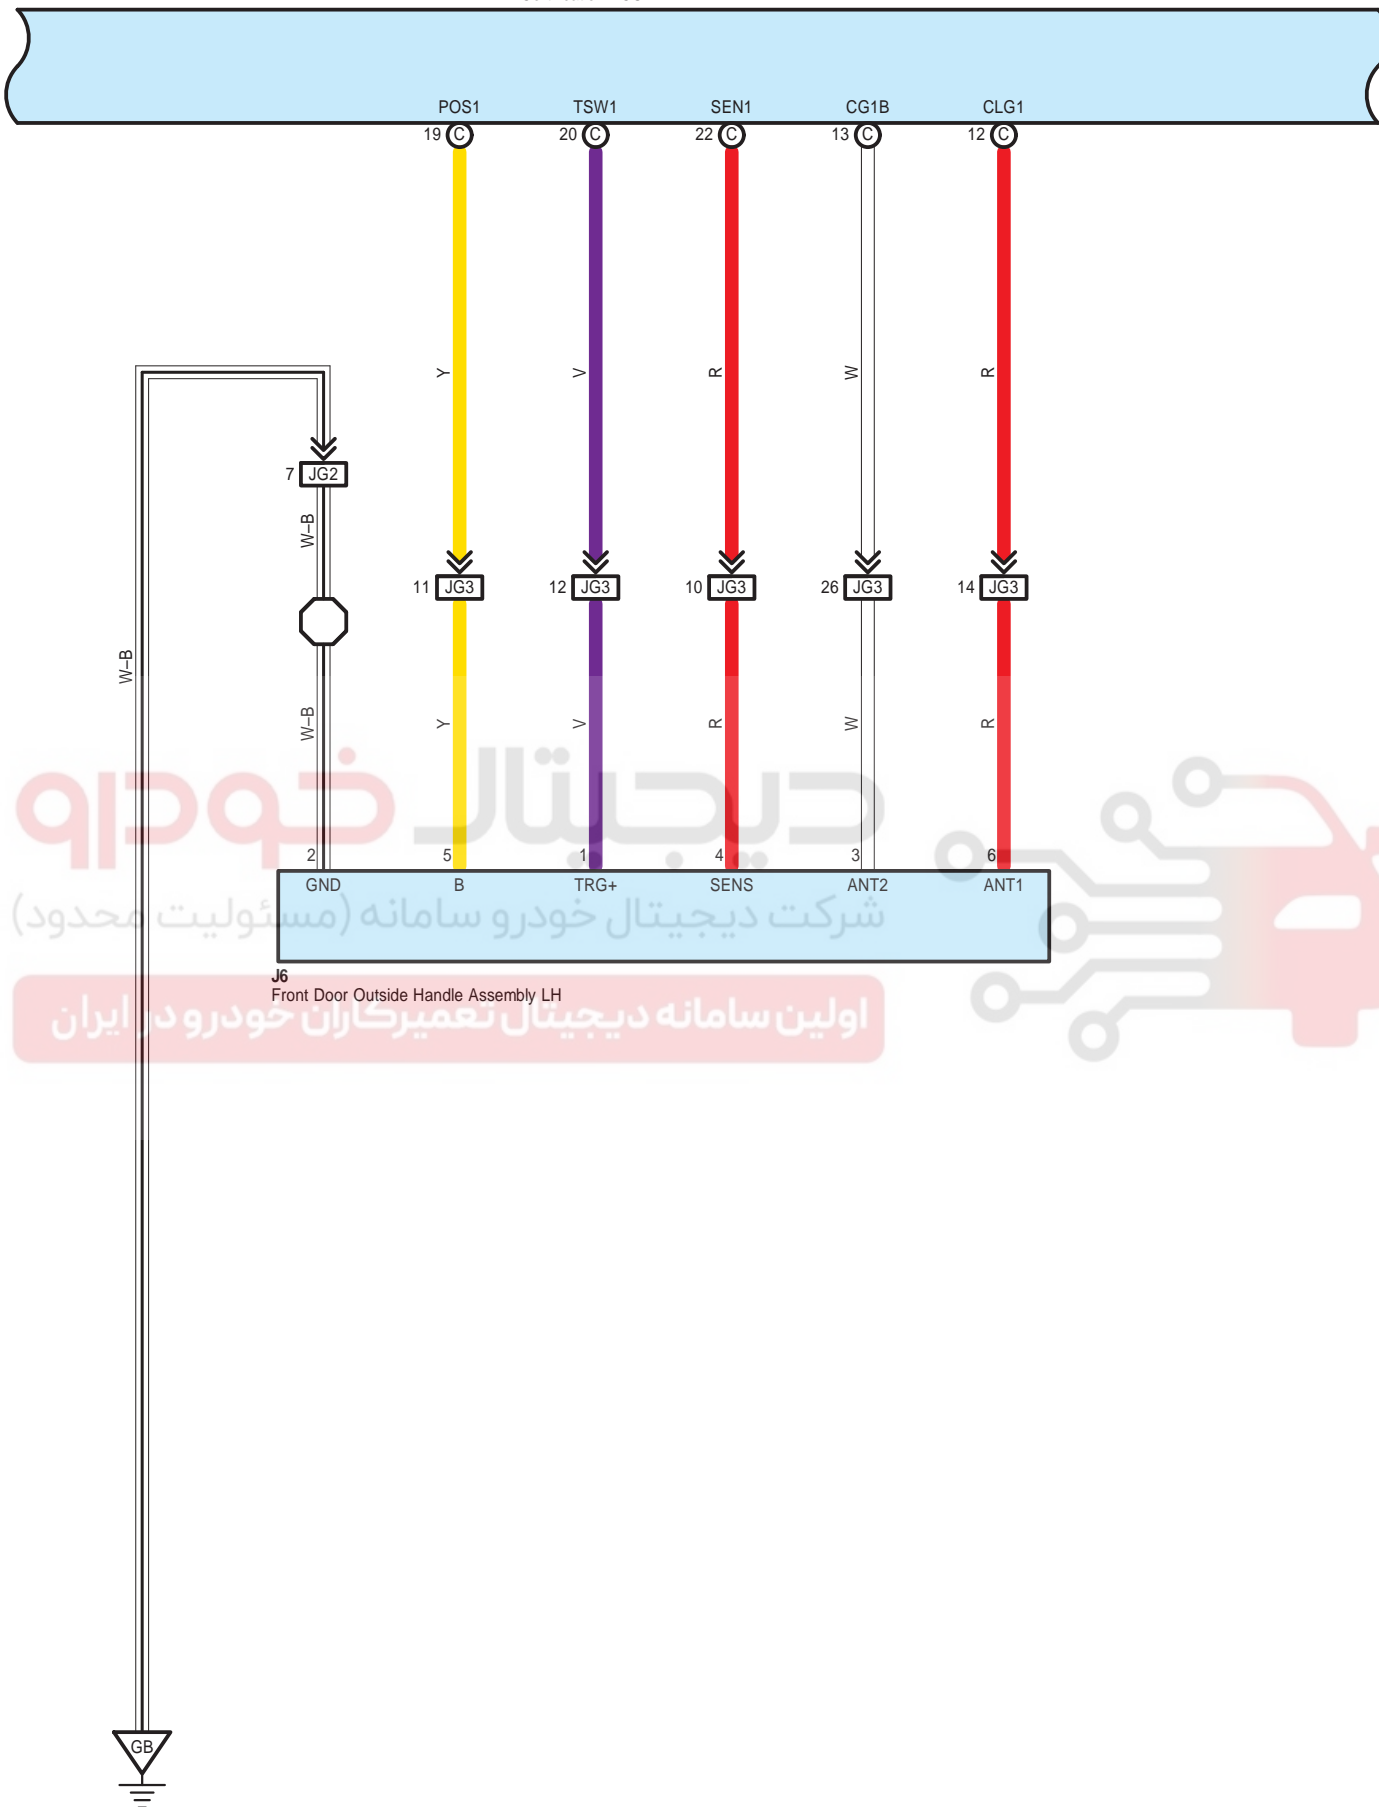 POS1 TSW1 SEN1 CG1B CLG1
19 C 20 C 22 C 13 C 12 C
Y V R W R
7 JG2
W–B
11 JG3 12 JG3 10 JG3 26 JG3 14 JG3
W–B
W–B Y V R W R
دیجیتال خودرو
2 5 1 4 3 6
GND B TRG+ SENS ANT2 ANT1
شرکت دیجیتال خودرو سامانه (مسئولیت محدود)
J6
Front Door Outside Handle Assembly LH
اولین سامانه دیجیتال تعمیرکاران خودرو در ایران
GB